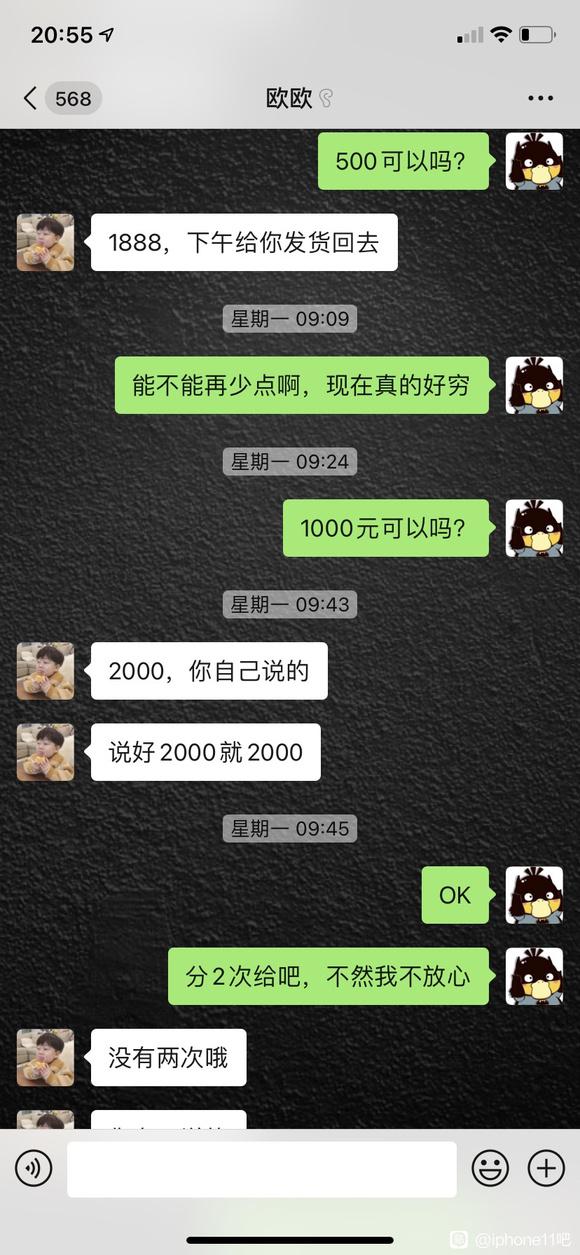 20:55
568
欧欧
500可以吗?
1888，下午给你发货回去
星期一 09:09
能不能再少点啊，现在真的好穷
星期一 09:24
1000元可以吗?
星期一 09:43
2000，你自己说的
说好2000就2000
星期一 09:45
OK
分2次给吧，不然我不放心
没有两次哦
@iphone11吧